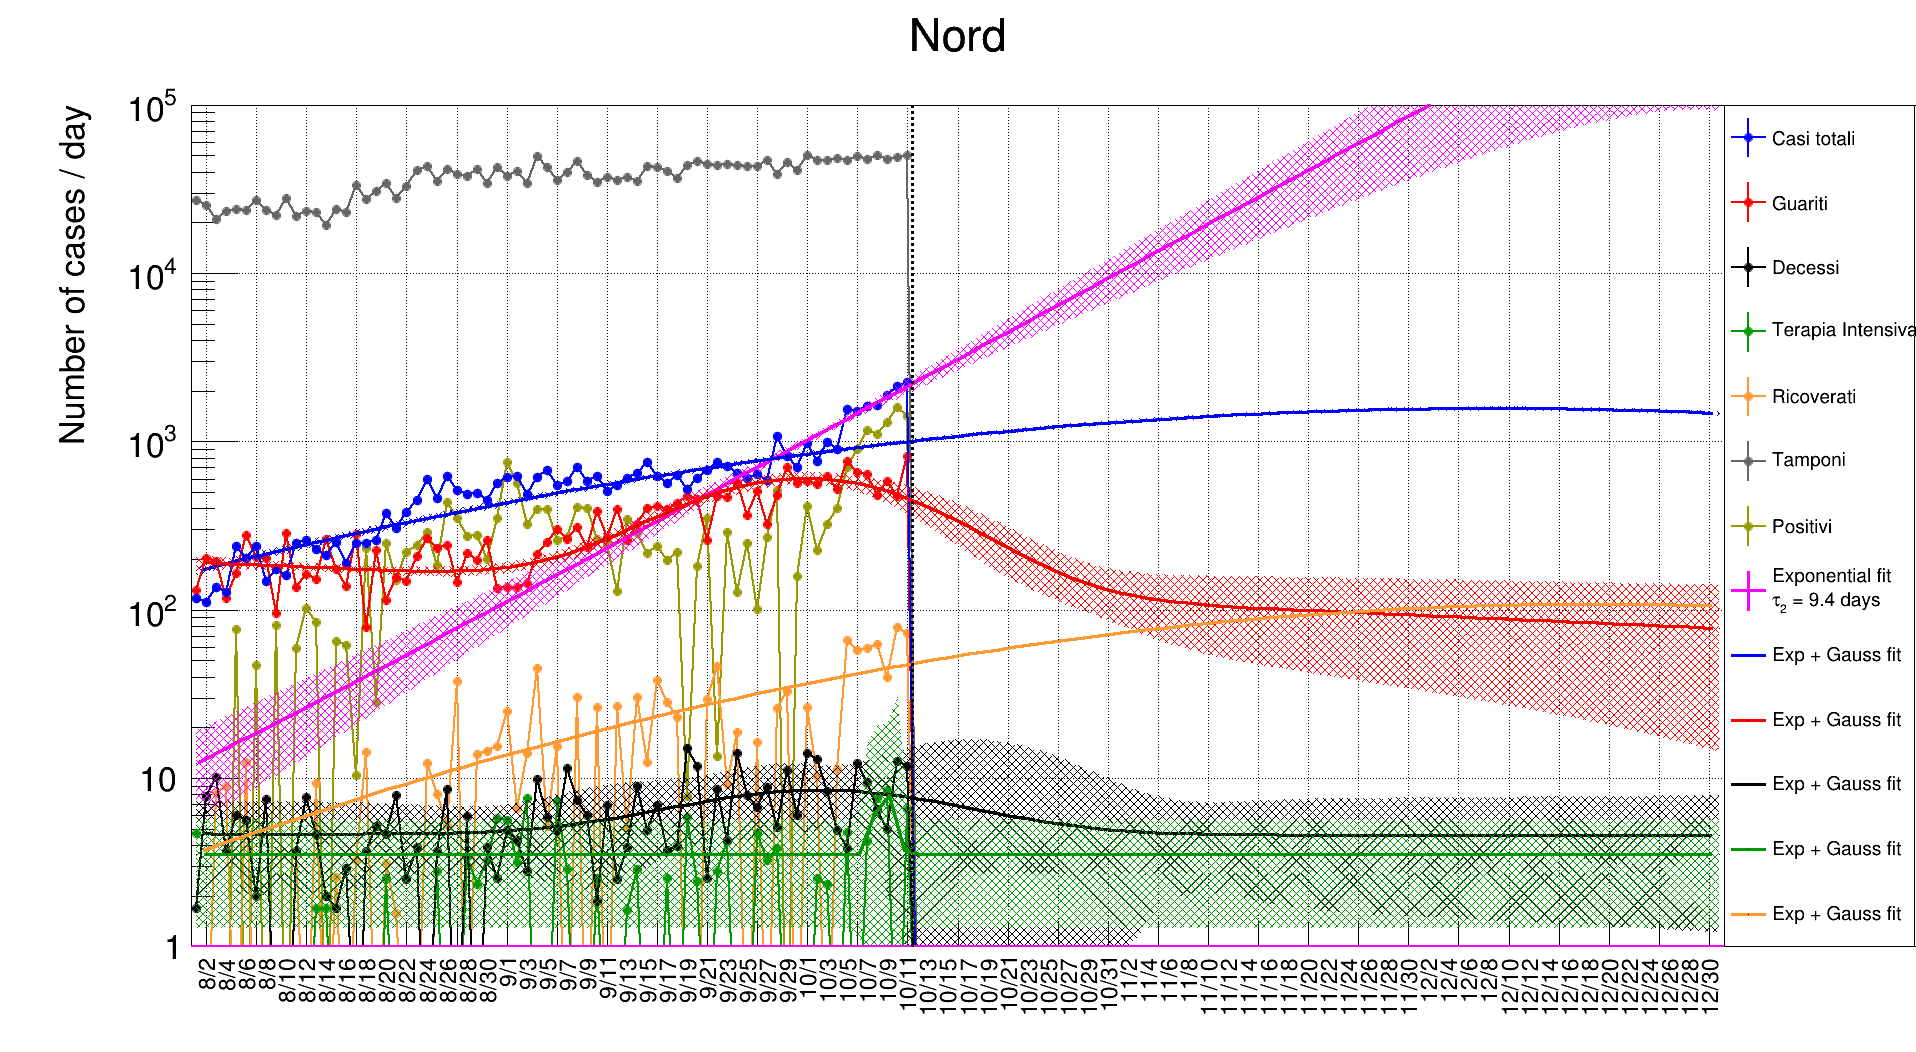 Nord
Number of cases / day
10^5
10^4
10^3
10^2
10
1
8/2 8/4 8/6 8/8 8/10 8/12 8/14 8/16 8/18 8/20 8/22 8/24 8/26 8/28 8/30 9/1 9/3 9/5 9/7 9/9 9/11 9/13 9/15 9/17 9/19 9/21 9/23 9/25 9/27 9/29 10/1 10/3 10/5 10/7 10/9 10/11 10/13 10/15 10/17 10/19 10/21 10/23 10/25 10/27 10/29 10/31 11/2 11/4 11/6 11/8 11/10 11/12 11/14 11/16 11/18 11/20 11/22 11/24 11/26 11/28 11/30 12/2 12/4 12/6 12/8 12/10 12/12 12/14 12/16 12/18 12/20 12/22 12/24 12/26 12/28 12/30
Casi totali
Guariti
Decessi
Terapia Intensiva
Ricoverati
Tamponi
Positivi
Exponential fit
τ2 = 9.4 days
Exp + Gauss fit
Exp + Gauss fit
Exp + Gauss fit
Exp + Gauss fit
Exp + Gauss fit